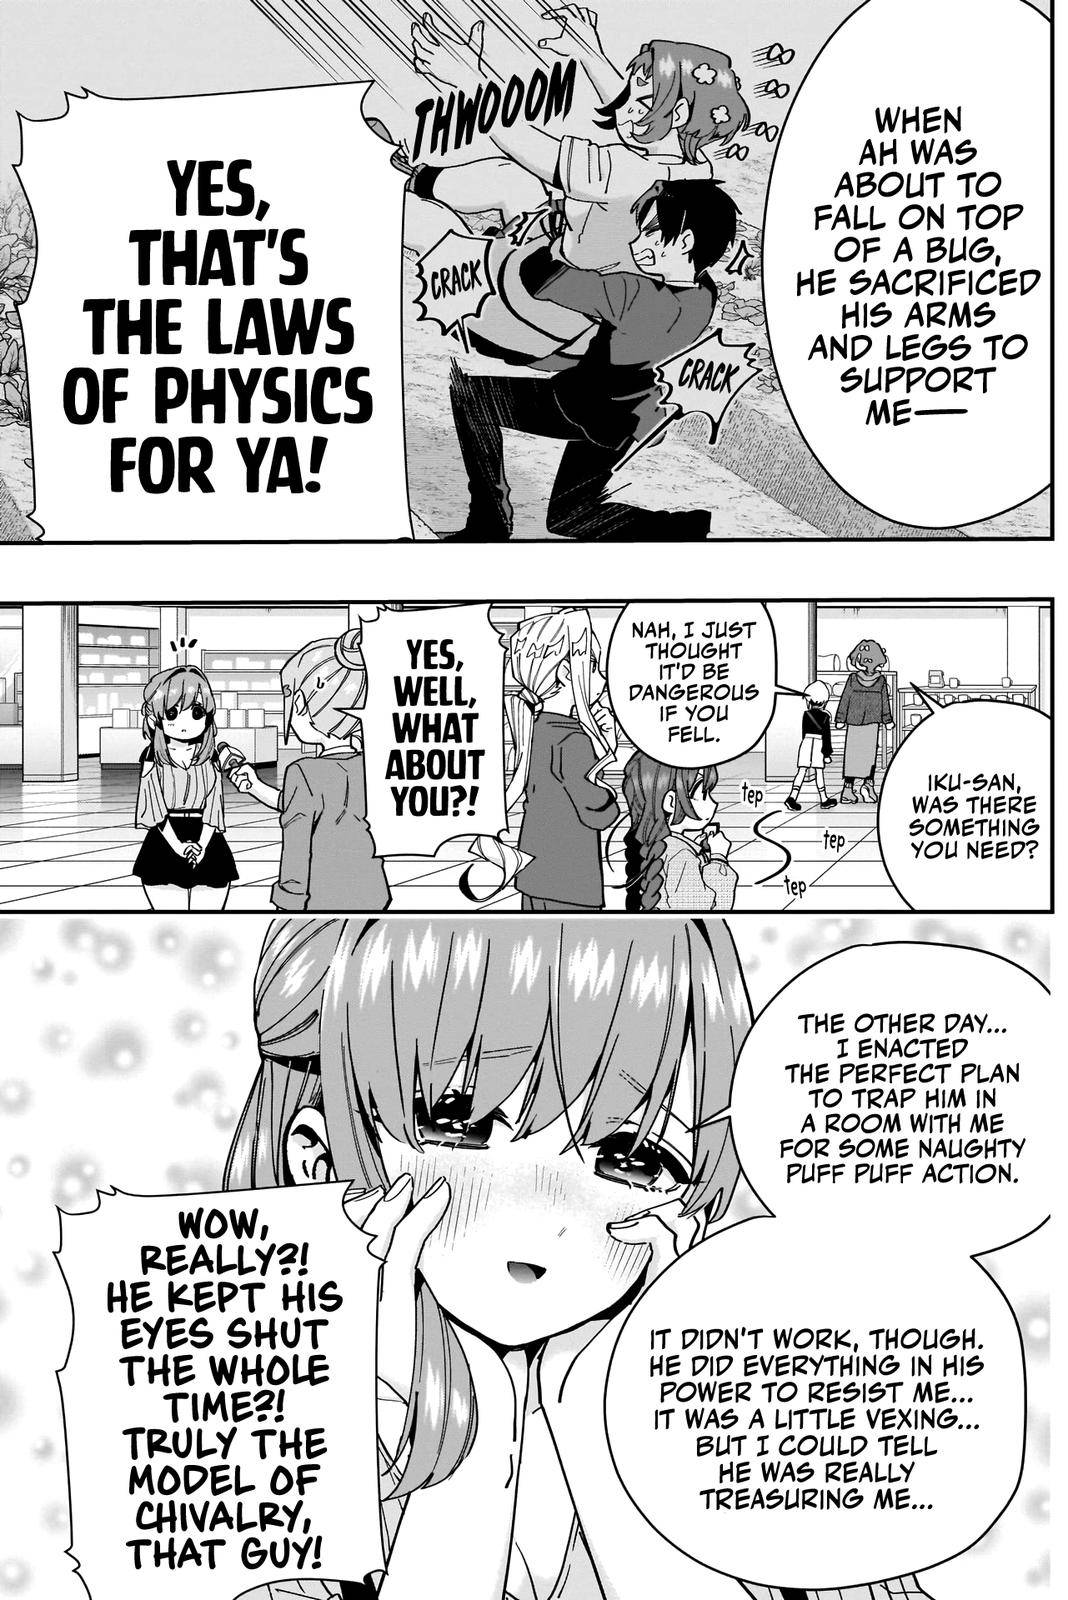 WHEN
AH WAS
ABOUT TO
FALL ON TOP
OF A BUG,
HE SACRIFICED
HIS ARMS
AND LEGS TO
SUPPORT
ME—
THWOOOM
CRACK
CRACK
YES,
THAT'S
THE LAWS
OF PHYSICS
FOR YA!
IKU-SAN,
WAS THERE
SOMETHING
YOU NEED?
NAH, I JUST
THOUGHT
IT'D BE
DANGEROUS
IF YOU
FELL.
tep
tep
tep
YES,
WELL,
WHAT
ABOUT
YOU?!
THE OTHER DAY...
I ENACTED
THE PERFECT PLAN
TO TRAP HIM IN
A ROOM WITH ME
FOR SOME NAUGHTY
PUFF PUFF ACTION.
IT DIDN'T WORK, THOUGH.
HE DID EVERYTHING IN HIS
POWER TO RESIST ME...
IT WAS A LITTLE VEXING...
BUT I COULD TELL
HE WAS REALLY
TREASURING ME...
WOW,
REALLY?!
HE KEPT HIS
EYES SHUT
THE WHOLE
TIME?!
TRULY THE
MODEL OF
CHIVALRY,
THAT GUY!